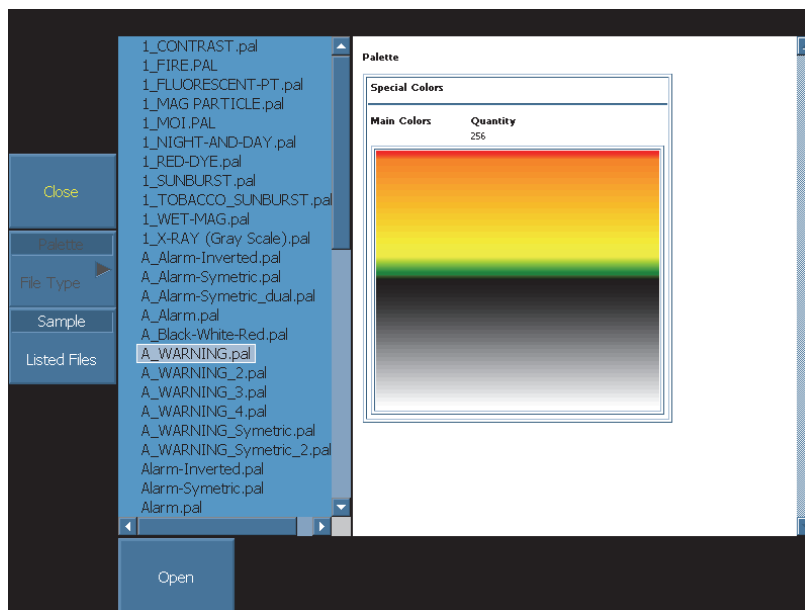 Close
Palette
File Type
Sample
Listed Files
1_CONTRAST.pal
1_FIRE.PAL
1_FLUORESCENT-PT.pal
1_MAG PARTICLE.pal
1_MOI.PAL
1_NIGHT-AND-DAY.pal
1_RED-DYE.pal
1_SUNBURST.pal
1_TOBACCO_SUNBURST.pal
1_WET-MAG.pal
1_X-RAY (Gray Scale).pal
A_Alarm-Inverted.pal
A_Alarm-Symetric.pal
A_Alarm-Symetric_dual.pal
A_Alarm.pal
A_Black-White-Red.pal
A_WARNING.pal
A_WARNING_2.pal
A_WARNING_3.pal
A_WARNING_4.pal
A_WARNING_Symetric.pal
A_WARNING_Symetric_2.pal
Alarm-Inverted.pal
Alarm-Symetric.pal
Alarm.pal
Palette
Special Colors
Main Colors Quantity
256
Open